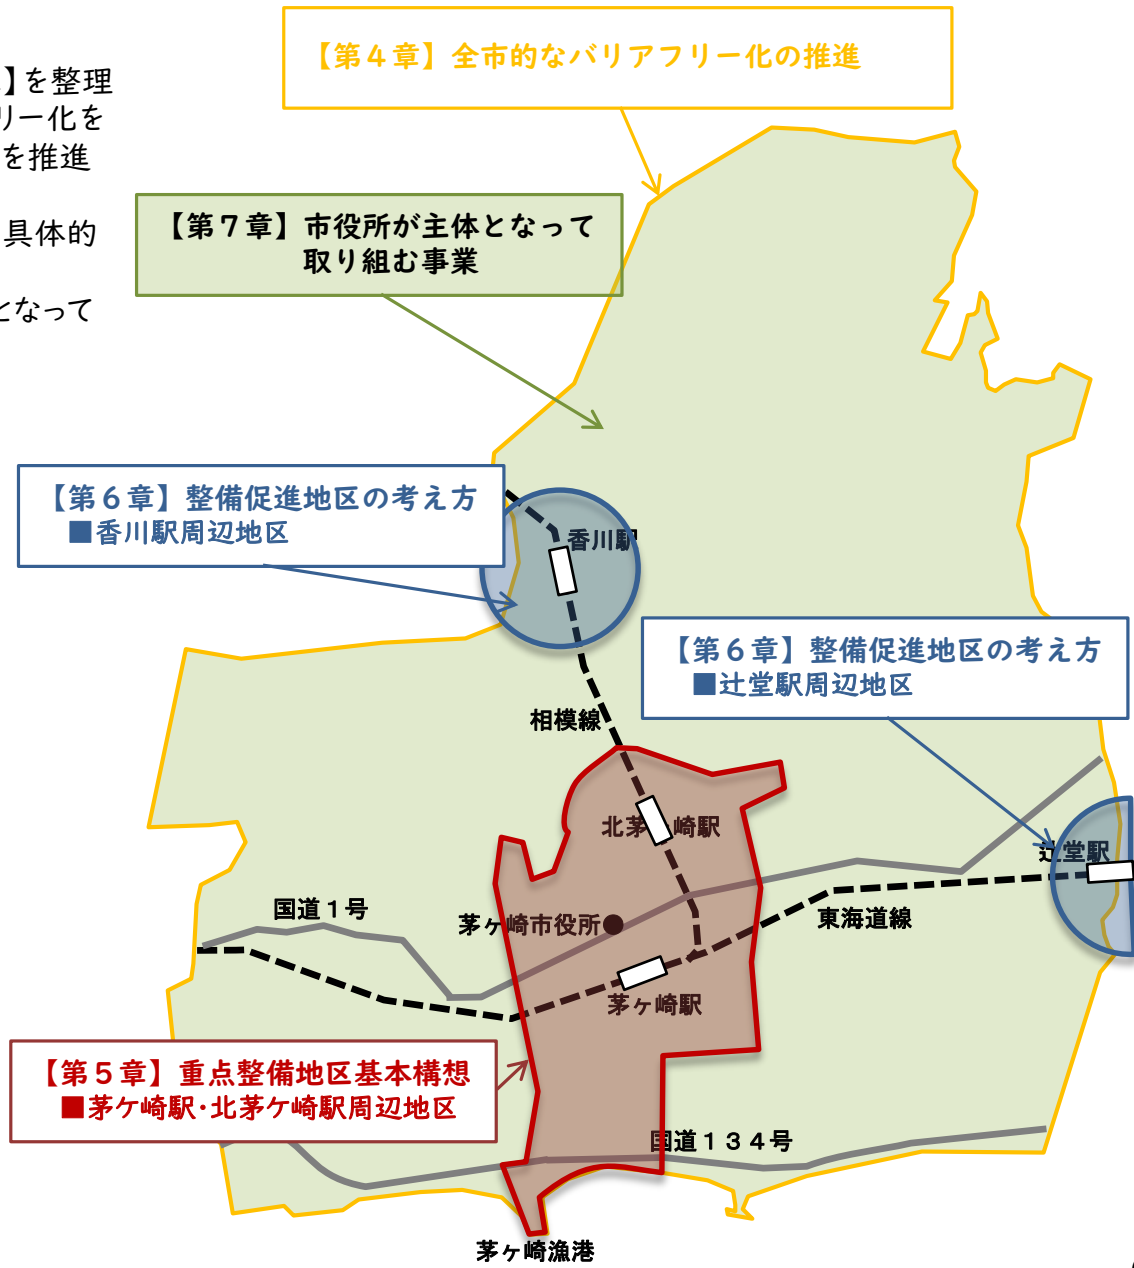 【第４章】全市的なバリアフリー化の推進
】を整理
リー化を
を推進
具体的
となって
【第７章】市役所が主体となって
取り組む事業
【第６章】整備促進地区の考え方
■香川駅周辺地区
香川駅
【第６章】整備促進地区の考え方
■辻堂駅周辺地区
相模線
北茅ヶ崎駅
辻堂駅
国道１号
茅ヶ崎市役所
東海道線
茅ヶ崎駅
【第５章】重点整備地区基本構想
■茅ケ崎駅・北茅ケ崎駅周辺地区
国道１３４号
茅ヶ崎漁港